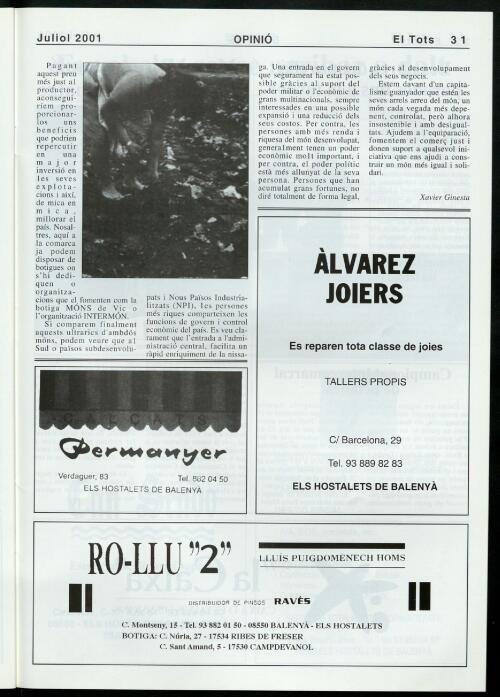 Juliol 2001
OPINIÓ
El Tots 31
Pagant
aquest preu
més just al
productor,
aconsegui-
ríem pro-
porcionar-
los uns
beneficis
que podrien
repercutir
en una
major
inversió en
les seves
explota-
cions i així,
de mica en
mica,
millorar el
país. Nosal-
tres, aquí a
la comarca
ja podem
disposar de
botigues on
s'hi dedi-
quen o
organitza-
cions que el fomenten com la
botiga MÓNS de Vic o
l'organització INTERMÓN.
Si comparem finalment
aquests ultraries d'ambdós
móns, podem veure que al
Sud o països subdesenvolu-
pats i Nous Països Industria-
litzats (NPI), les persones
més riques comparteixen les
funcions de govern i control
econòmic del país. Es veu cla-
rament que l'entrada a l'admi-
nistració central, facilita un
ràpid enriquiment de la nissa-
ga. Una entrada en el govern
que segurament ha estat pos-
sible gràcies al suport del
poder militar o l'econòmic de
grans multinacionals, sempre
interessades en una possible
expansió i una reducció dels
seus costos. Per contra, les
persones amb més renda i
riquesa del món desenvolupat,
generalment tenen un poder
econòmic molt important, i
per contra, el poder polític
està més allunyat de la seva
persona. Persones que han
acumulat grans fortunes, no
diré totalment de forma legal,
gràcies al desenvolupament
dels seus negocis.
Estem davant d'un capita-
lisme guanyador que estén les
seves arrels arreu del món, un
món cada vegada més depe-
nent, controlat, però alhora
insostenible i amb desigual-
tats. Ajudem a l'equiparació,
fomentem el comerç just i
donem suport a qualsevol ini-
ciativa que ens ajudi a cons-
truir un món més igual i soli-
dari.
Xavier Ginesta
CALÇATS
Permanyer
Verdaguer, 83
Tel. 882 04 50
ELS HOSTALETS DE BALENYÀ
ÀLVAREZ
JOIERS
Es reparen tota classe de joies
TALLERS PROPIS
C/ Barcelona, 29
Tel. 93 889 82 83
ELS HOSTALETS DE BALENYÀ
RO-LLU "2"
LLUÍS PUIGDOMÈNECH HOMS
DISTRIBUÏDOR DE PINSOS RAVÉS
C. Montseny, 15 - Tel. 93 882 01 50 - 08550 BALENYÀ - ELS HOSTALETS
BOTIGA: C. Núria, 27 - 17534 RIBES DE FRESER
C. Sant Amand, 5 - 17530 CAMPDEVANOL